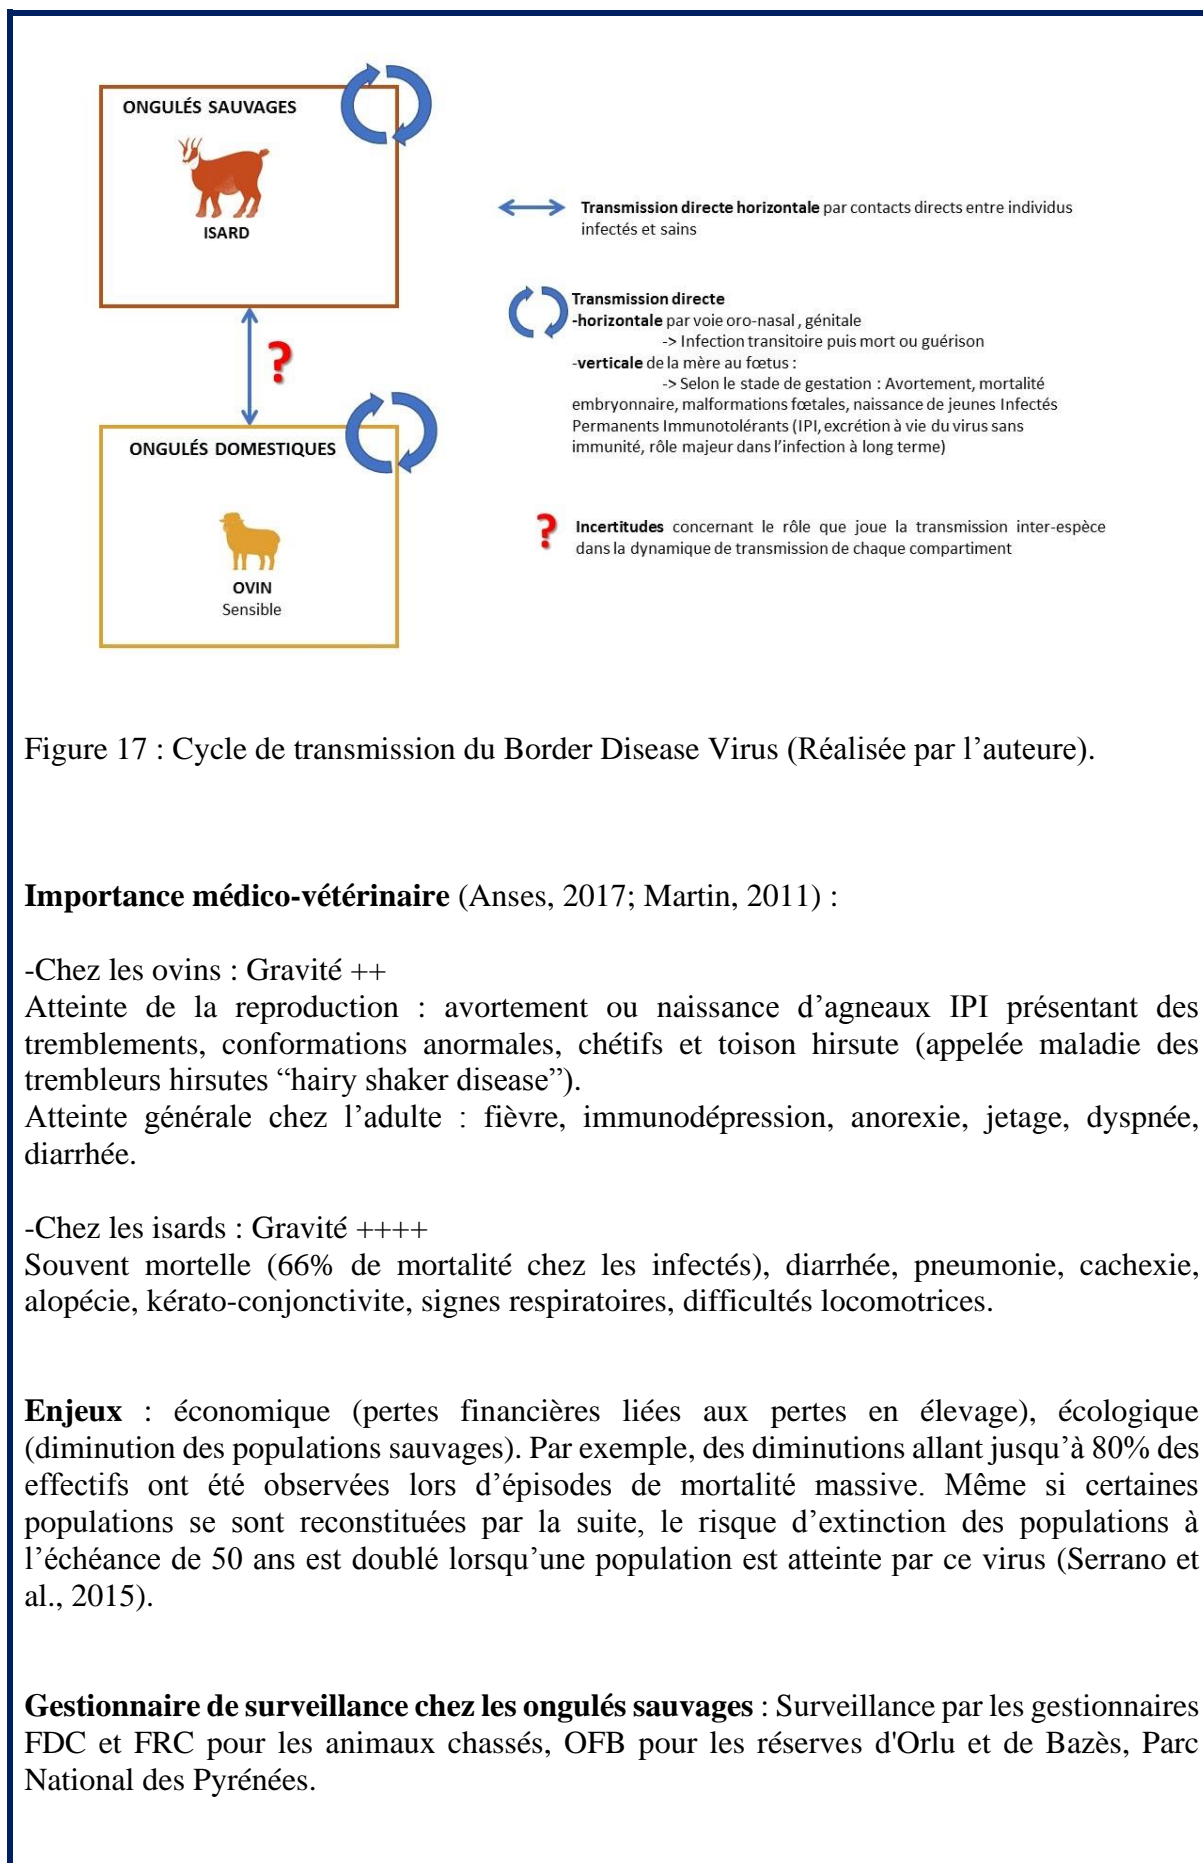 ONGULÉS SAUVAGES
ISARD
Transmission directe horizontale par contacts directs entre individus
infectés et sains
Transmission directe
-horizontale par voie oro-nasal , génitale
-> Infection transitoire puis mort ou guérison
-verticale de la mère au fœtus :
-> Selon le stade de gestation : Avortement, mortalité
embryonnaire, malformations fœtales, naissance de jeunes Infectés
Permanents Immunotolérants (IPI, excrétion à vie du virus sans
immunité, rôle majeur dans l'infection à long terme)
?
ONGULÉS DOMESTIQUES
OVIN
Sensible
? Incertitudes concernant le rôle que joue la transmission inter-espèce
dans la dynamique de transmission de chaque compartiment
Figure 17 : Cycle de transmission du Border Disease Virus (Réalisée par l'auteure).
Importance médico-vétérinaire (Anses, 2017; Martin, 2011) :
-Chez les ovins : Gravité ++
Atteinte de la reproduction : avortement ou naissance d'agneaux IPI présentant des
tremblements, conformations anormales, chétifs et toison hirsute (appelée maladie des
trembleurs hirsutes “hairy shaker disease”).
Atteinte générale chez l'adulte : fièvre, immunodépression, anorexie, jetage, dyspnée,
diarrhée.
-Chez les isards : Gravité ++++
Souvent mortelle (66% de mortalité chez les infectés), diarrhée, pneumonie, cachexie,
alopécie, kérato-conjonctivite, signes respiratoires, difficultés locomotrices.
Enjeux : économique (pertes financières liées aux pertes en élevage), écologique
(diminution des populations sauvages). Par exemple, des diminutions allant jusqu'à 80% des
effectifs ont été observées lors d'épisodes de mortalité massive. Même si certaines
populations se sont reconstituées par la suite, le risque d'extinction des populations à
l'échéance de 50 ans est doublé lorsqu'une population est atteinte par ce virus (Serrano et
al., 2015).
Gestionnaire de surveillance chez les ongulés sauvages : Surveillance par les gestionnaires
FDC et FRC pour les animaux chassés, OFB pour les réserves d'Orlu et de Bazès, Parc
National des Pyrénées.